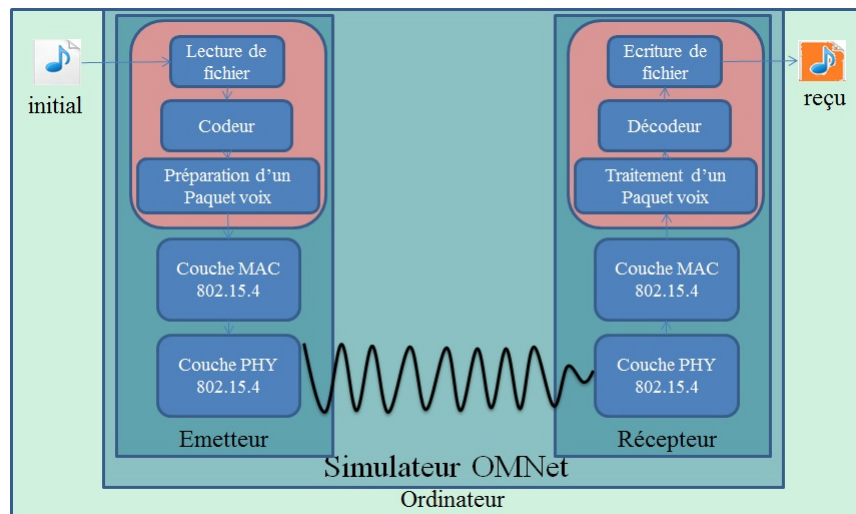 initial
Lecture de
fichier
Codeur
Préparation d'un
Paquet voix
Couche MAC
802.15.4
Couche PHY
802.15.4
Emetteur
Ecriture de
fichier
Décodeur
Traitement d'un
Paquet voix
Couche MAC
802.15.4
Couche PHY
802.15.4
Récepteur
reçu
Simulateur OMNet
Ordinateur